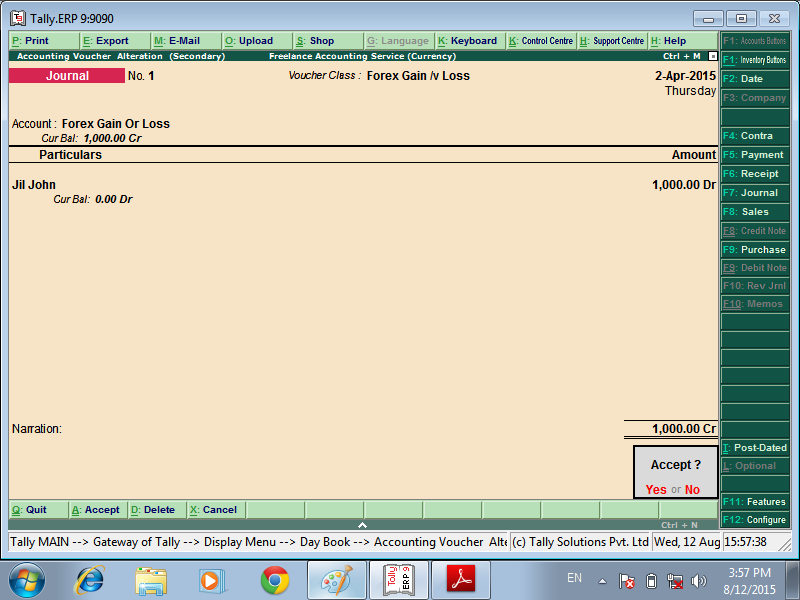 Tally.ERP 9:9090
P: Print E: Export M: E-Mail O: Upload S: Shop G: Language K: Keyboard K: Control Centre H: Support Centre H: Help F1: Accounts Buttons
Accounting Voucher Alteration (Secondary) Freelance Accounting Service (Currency) Ctrl + M F1: Inventory Buttons
Journal No. 1 Voucher Class : Forex Gain /v Loss 2-Apr-2015 F2: Date
Thursday F3: Company
Account : Forex Gain Or Loss
Cur Bal: 1,000.00 Cr F4: Contra
Particulars Amount F5: Payment
F6: Receipt
Jil John 1,000.00 Dr F7: Journal
Cur Bal: 0.00 Dr
F8: Sales
F8: Credit Note
F9: Purchase
F9: Debit Note
F10: Rev Jrnl
F10: Memos
Narration: 1,000.00 Cr
T: Post-Dated
Accept ? L: Optional
Yes or No
Q: Quit A: Accept D: Delete X: Cancel F11: Features
Ctrl + N F12: Configure
Tally MAIN --> Gateway of Tally --> Display Menu --> Day Book --> Accounting Voucher Alte (c) Tally Solutions Pvt. Ltd Wed, 12 Aug 15:57:38
Tally ERP 9 EN 3:57 PM
8/12/2015